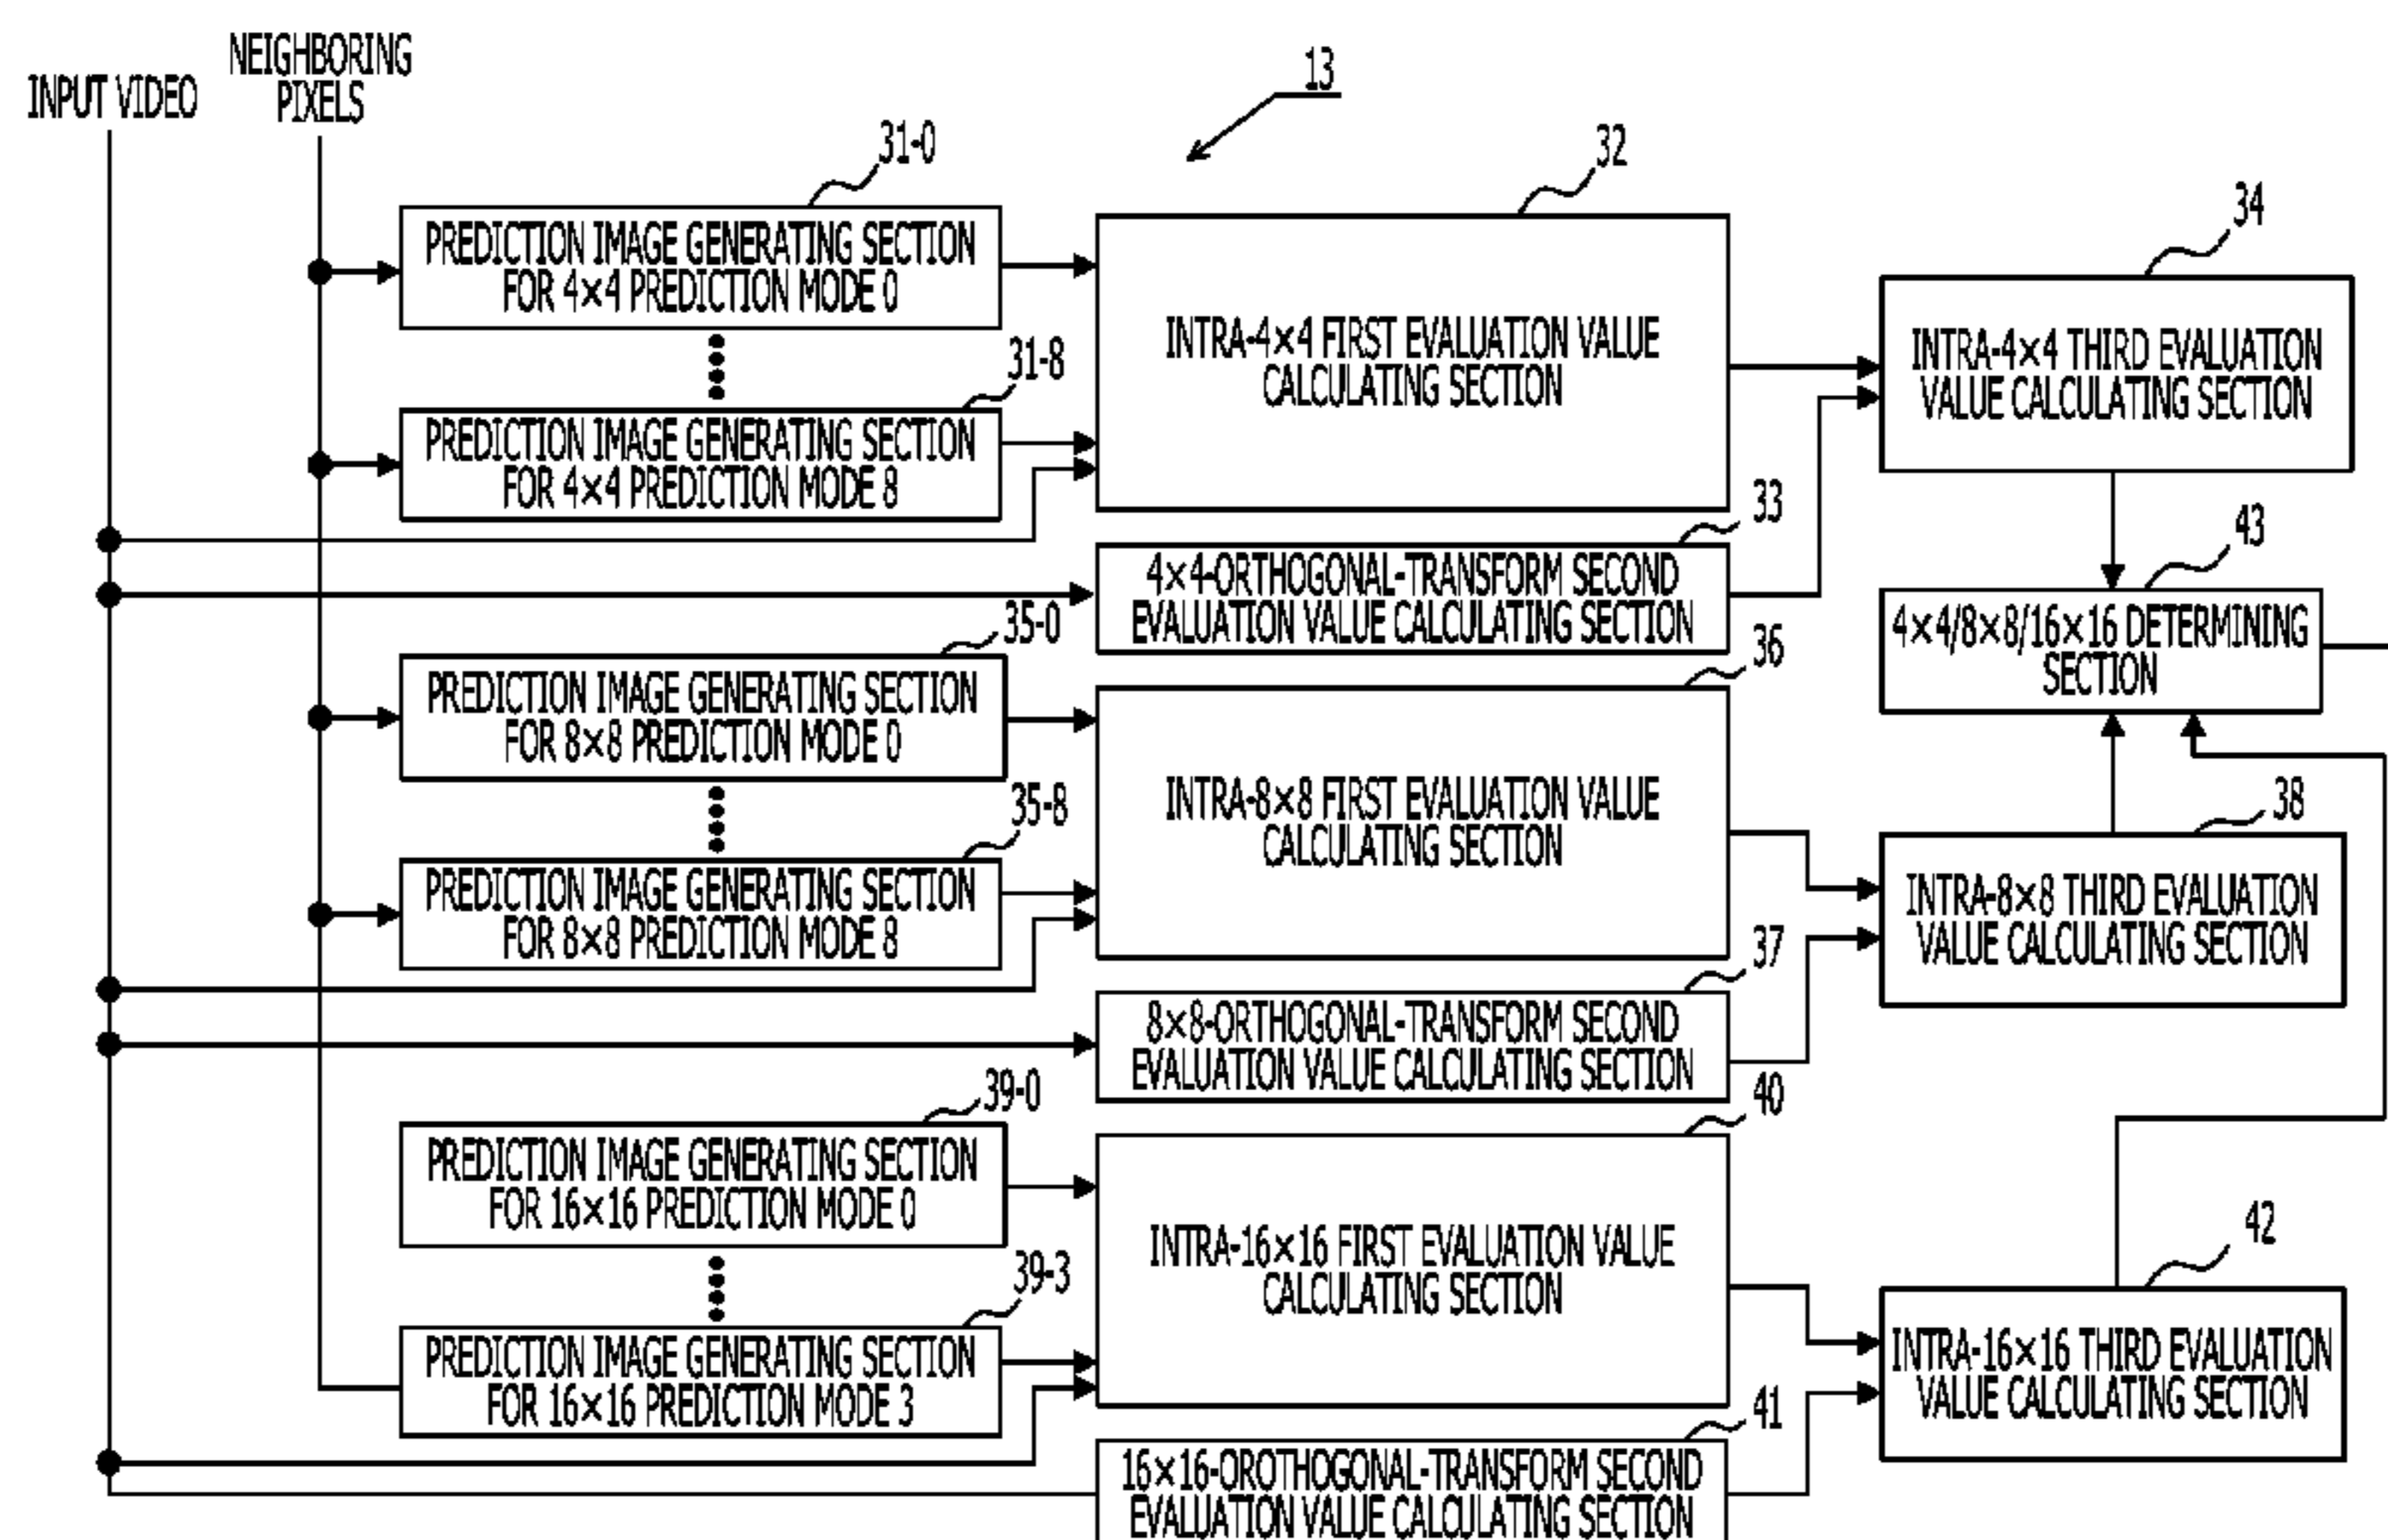 INPUT VIDEO
NEIGHBORING
PIXELS
13
31-0
PREDICTION IMAGE GENERATING SECTION
FOR 4×4 PREDICTION MODE 0
31-8
PREDICTION IMAGE GENERATING SECTION
FOR 4×4 PREDICTION MODE 8
32
INTRA-4×4 FIRST EVALUATION VALUE
CALCULATING SECTION
33
4×4-ORTHOGONAL-TRANSFORM SECOND
EVALUATION VALUE CALCULATING SECTION
34
INTRA-4×4 THIRD EVALUATION
VALUE CALCULATING SECTION
43
4×4/8×8/16×16 DETERMINING
SECTION
35-0
PREDICTION IMAGE GENERATING SECTION
FOR 8×8 PREDICTION MODE 0
35-8
PREDICTION IMAGE GENERATING SECTION
FOR 8×8 PREDICTION MODE 8
36
INTRA-8×8 FIRST EVALUATION VALUE
CALCULATING SECTION
37
8×8-ORTHOGONAL-TRANSFORM SECOND
EVALUATION VALUE CALCULATING SECTION
38
INTRA-8×8 THIRD EVALUATION
VALUE CALCULATING SECTION
39-0
PREDICTION IMAGE GENERATING SECTION
FOR 16×16 PREDICTION MODE 0
39-3
PREDICTION IMAGE GENERATING SECTION
FOR 16×16 PREDICTION MODE 3
40
INTRA-16×16 FIRST EVALUATION VALUE
CALCULATING SECTION
41
16×16-OROTHOGONAL-TRANSFORM SECOND
EVALUATION VALUE CALCULATING SECTION
42
INTRA-16×16 THIRD EVALUATION
VALUE CALCULATING SECTION